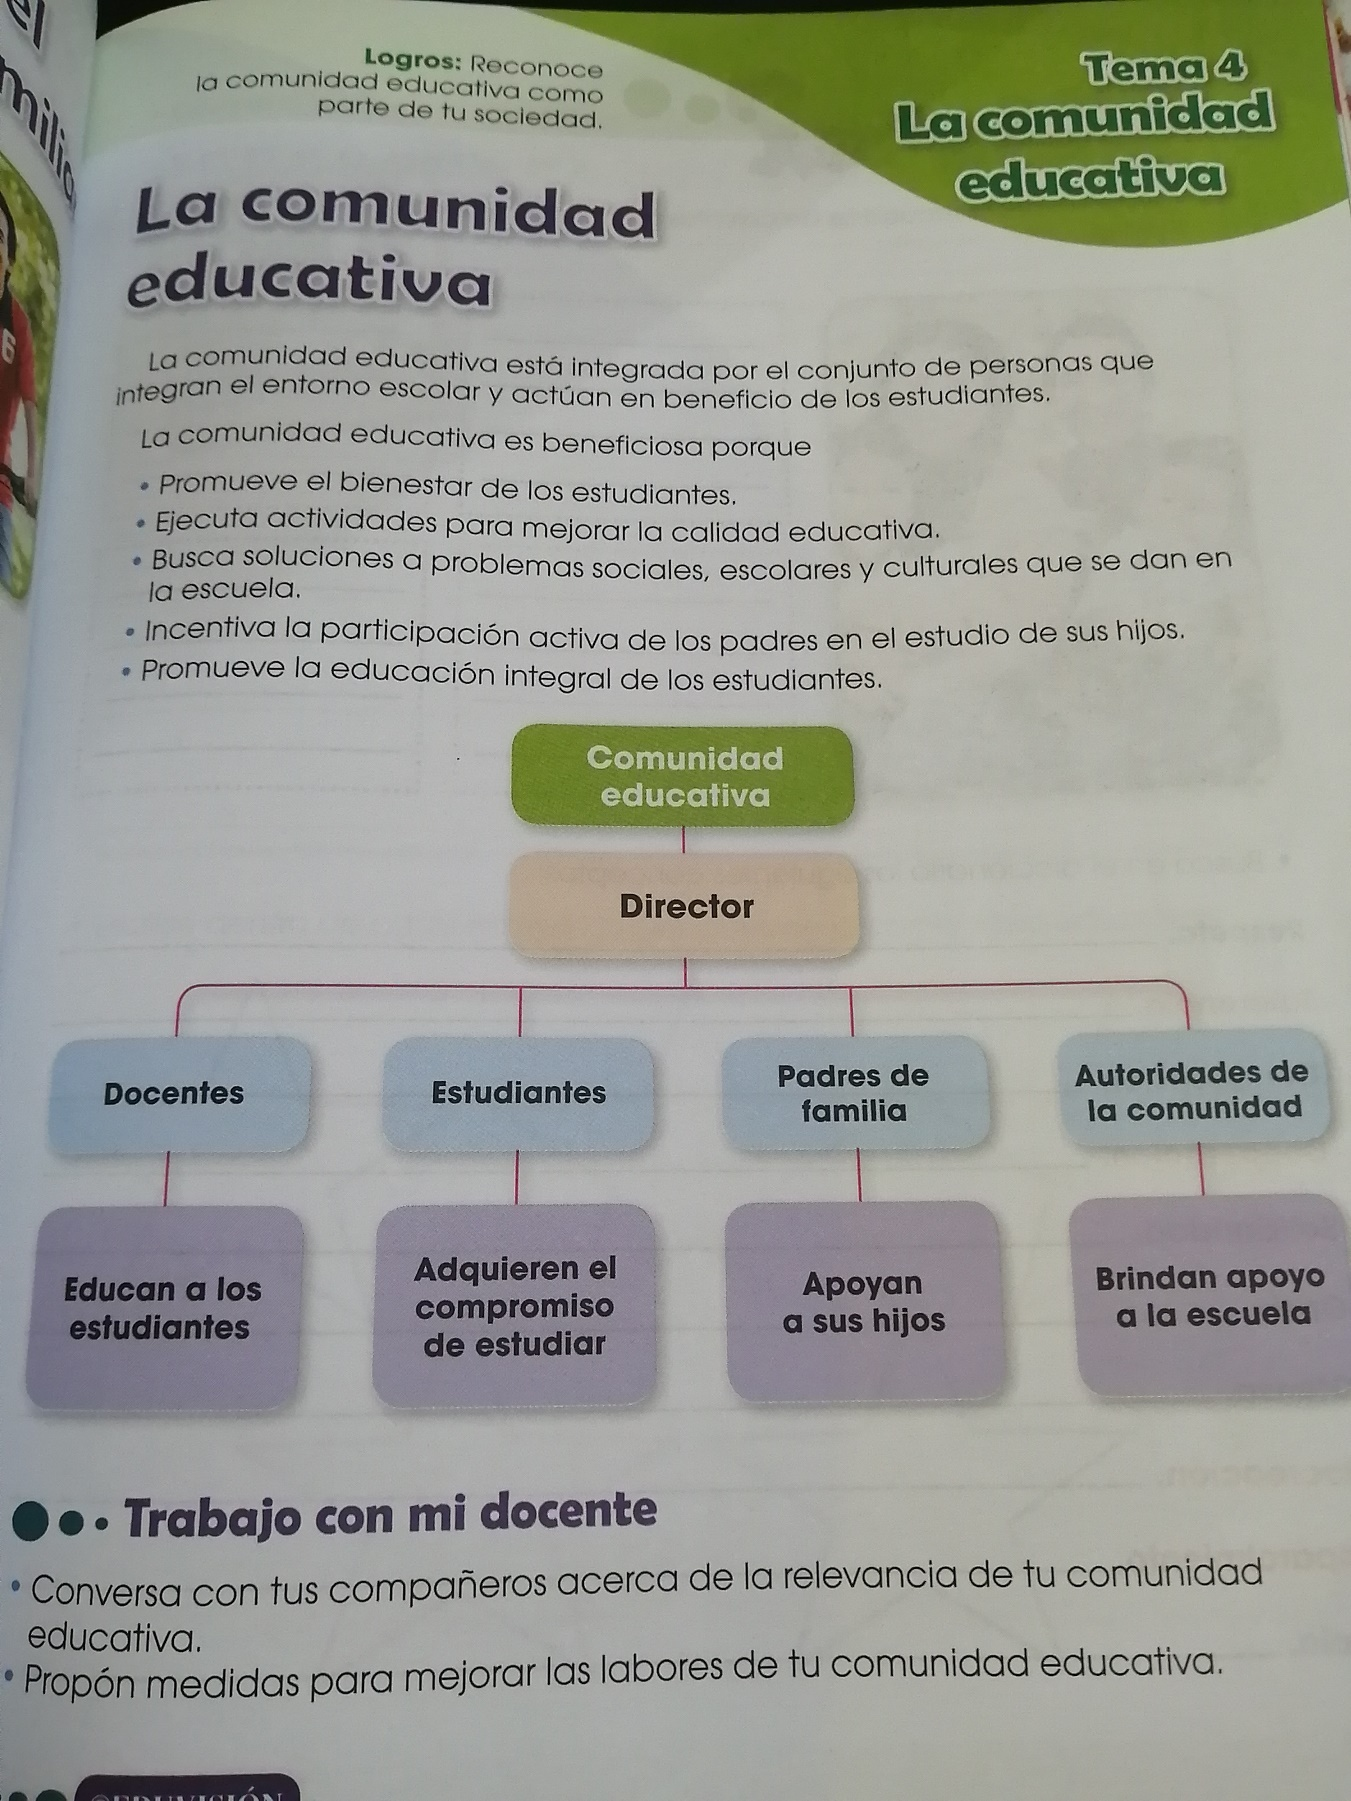 Logros: Reconoce
la comunidad educativa como
parte de tu sociedad.
Tema 4
La comunidad
educativa
La comunidad
educativa
La comunidad educativa está integrada por el conjunto de personas que
integran el entorno escolar y actúan en beneficio de los estudiantes.
La comunidad educativa es beneficiosa porque
• Promueve el bienestar de los estudiantes.
• Ejecuta actividades para mejorar la calidad educativa.
• Busca soluciones a problemas sociales, escolares y culturales que se dan en
la escuela.
• Incentiva la participación activa de los padres en el estudio de sus hijos.
• Promueve la educación integral de los estudiantes.
Comunidad
educativa
Director
Docentes
Estudiantes
Padres de
familia
Autoridades de
la comunidad
Educan a los
estudiantes
Adquieren el
compromiso
de estudiar
Apoyan
a sus hijos
Brindan apoyo
a la escuela
Trabajo con mi docente
• Conversa con tus compañeros acerca de la relevancia de tu comunidad
educativa.
• Propón medidas para mejorar las labores de tu comunidad educativa.
©EDUVISIÓN
6